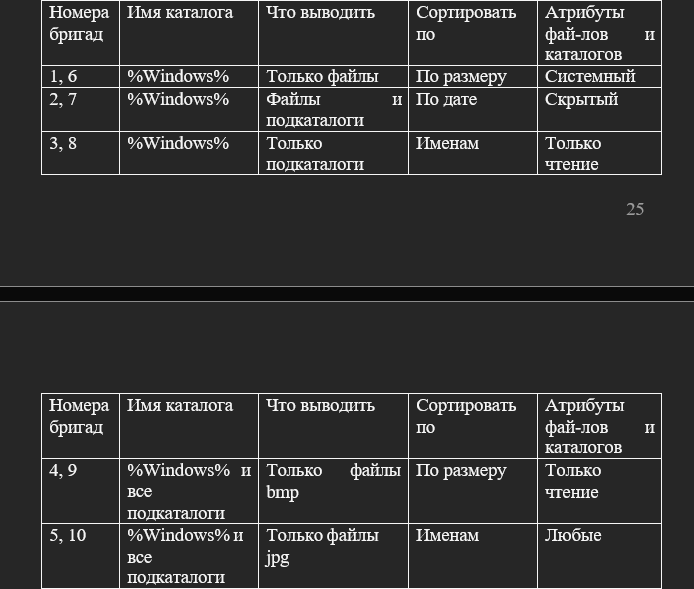 Номера бригад | Имя каталога | Что выводить | Сортировать по | Атрибуты фай-лов и каталогов
1, 6 | %Windows% | Только файлы | По размеру | Системный
2, 7 | %Windows% | Файлы и подкаталоги | По дате | Скрытый
3, 8 | %Windows% | Только подкаталоги | Именам | Только чтение
25
Номера бригад | Имя каталога | Что выводить | Сортировать по | Атрибуты фай-лов и каталогов
4, 9 | %Windows% и все подкаталоги | Только файлы bmp | По размеру | Только чтение
5, 10 | %Windows% и все подкаталоги | Только файлы jpg | Именам | Любые